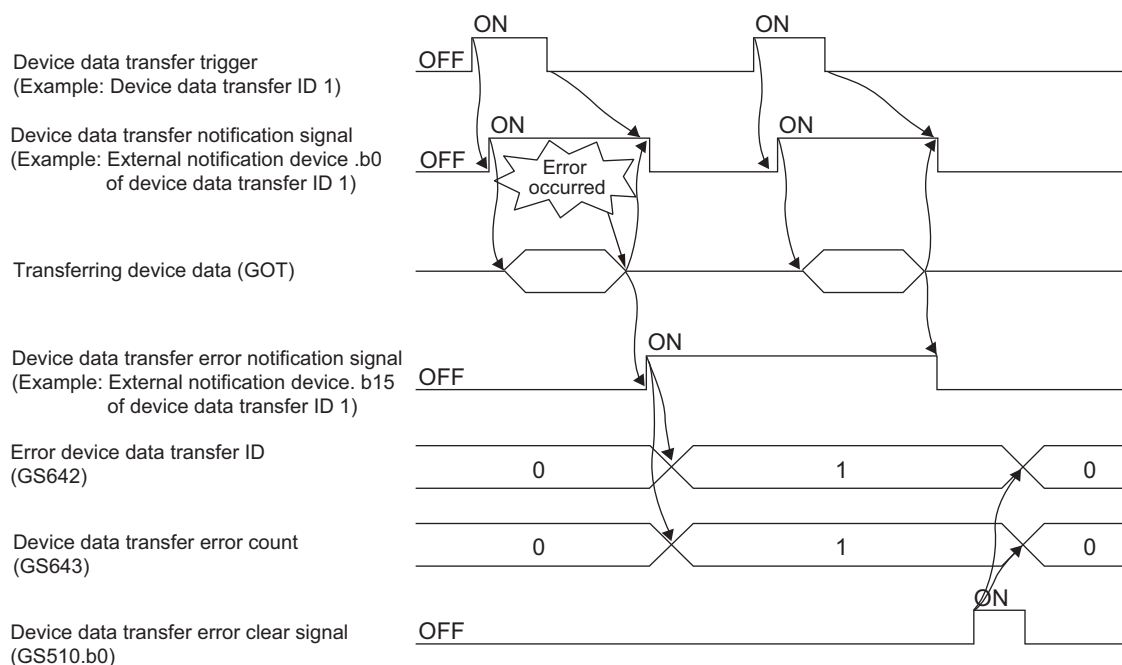 ON
ON
OFF
Device data transfer trigger
(Example: Device data transfer ID 1)
ON
ON
Device data transfer notification signal
(Example: External notification device .b0
of device data transfer ID 1)
OFF
Error
occurred
Transferring device data (GOT)
ON
Device data transfer error notification signal
(Example: External notification device. b15
of device data transfer ID 1)
OFF
Error device data transfer ID
(GS642)
0
1
0
Device data transfer error count
(GS643)
0
1
0
ON
Device data transfer error clear signal
(GS510.b0)
OFF